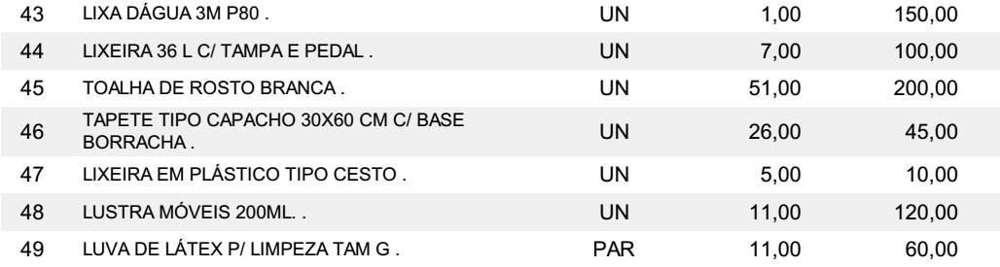 43 LIXA DÁGUA 3M P80 . UN 1,00 150,00
44 LIXEIRA 36 L C/ TAMPA E PEDAL . UN 7,00 100,00
45 TOALHA DE ROSTO BRANCA . UN 51,00 200,00
46 TAPETE TIPO CAPACHO 30X60 CM C/ BASE
BORRACHA . UN 26,00 45,00
47 LIXEIRA EM PLÁSTICO TIPO CESTO . UN 5,00 10,00
48 LUSTRA MÓVEIS 200ML. . UN 11,00 120,00
49 LUVA DE LÁTEX P/ LIMPEZA TAM G . PAR 11,00 60,00